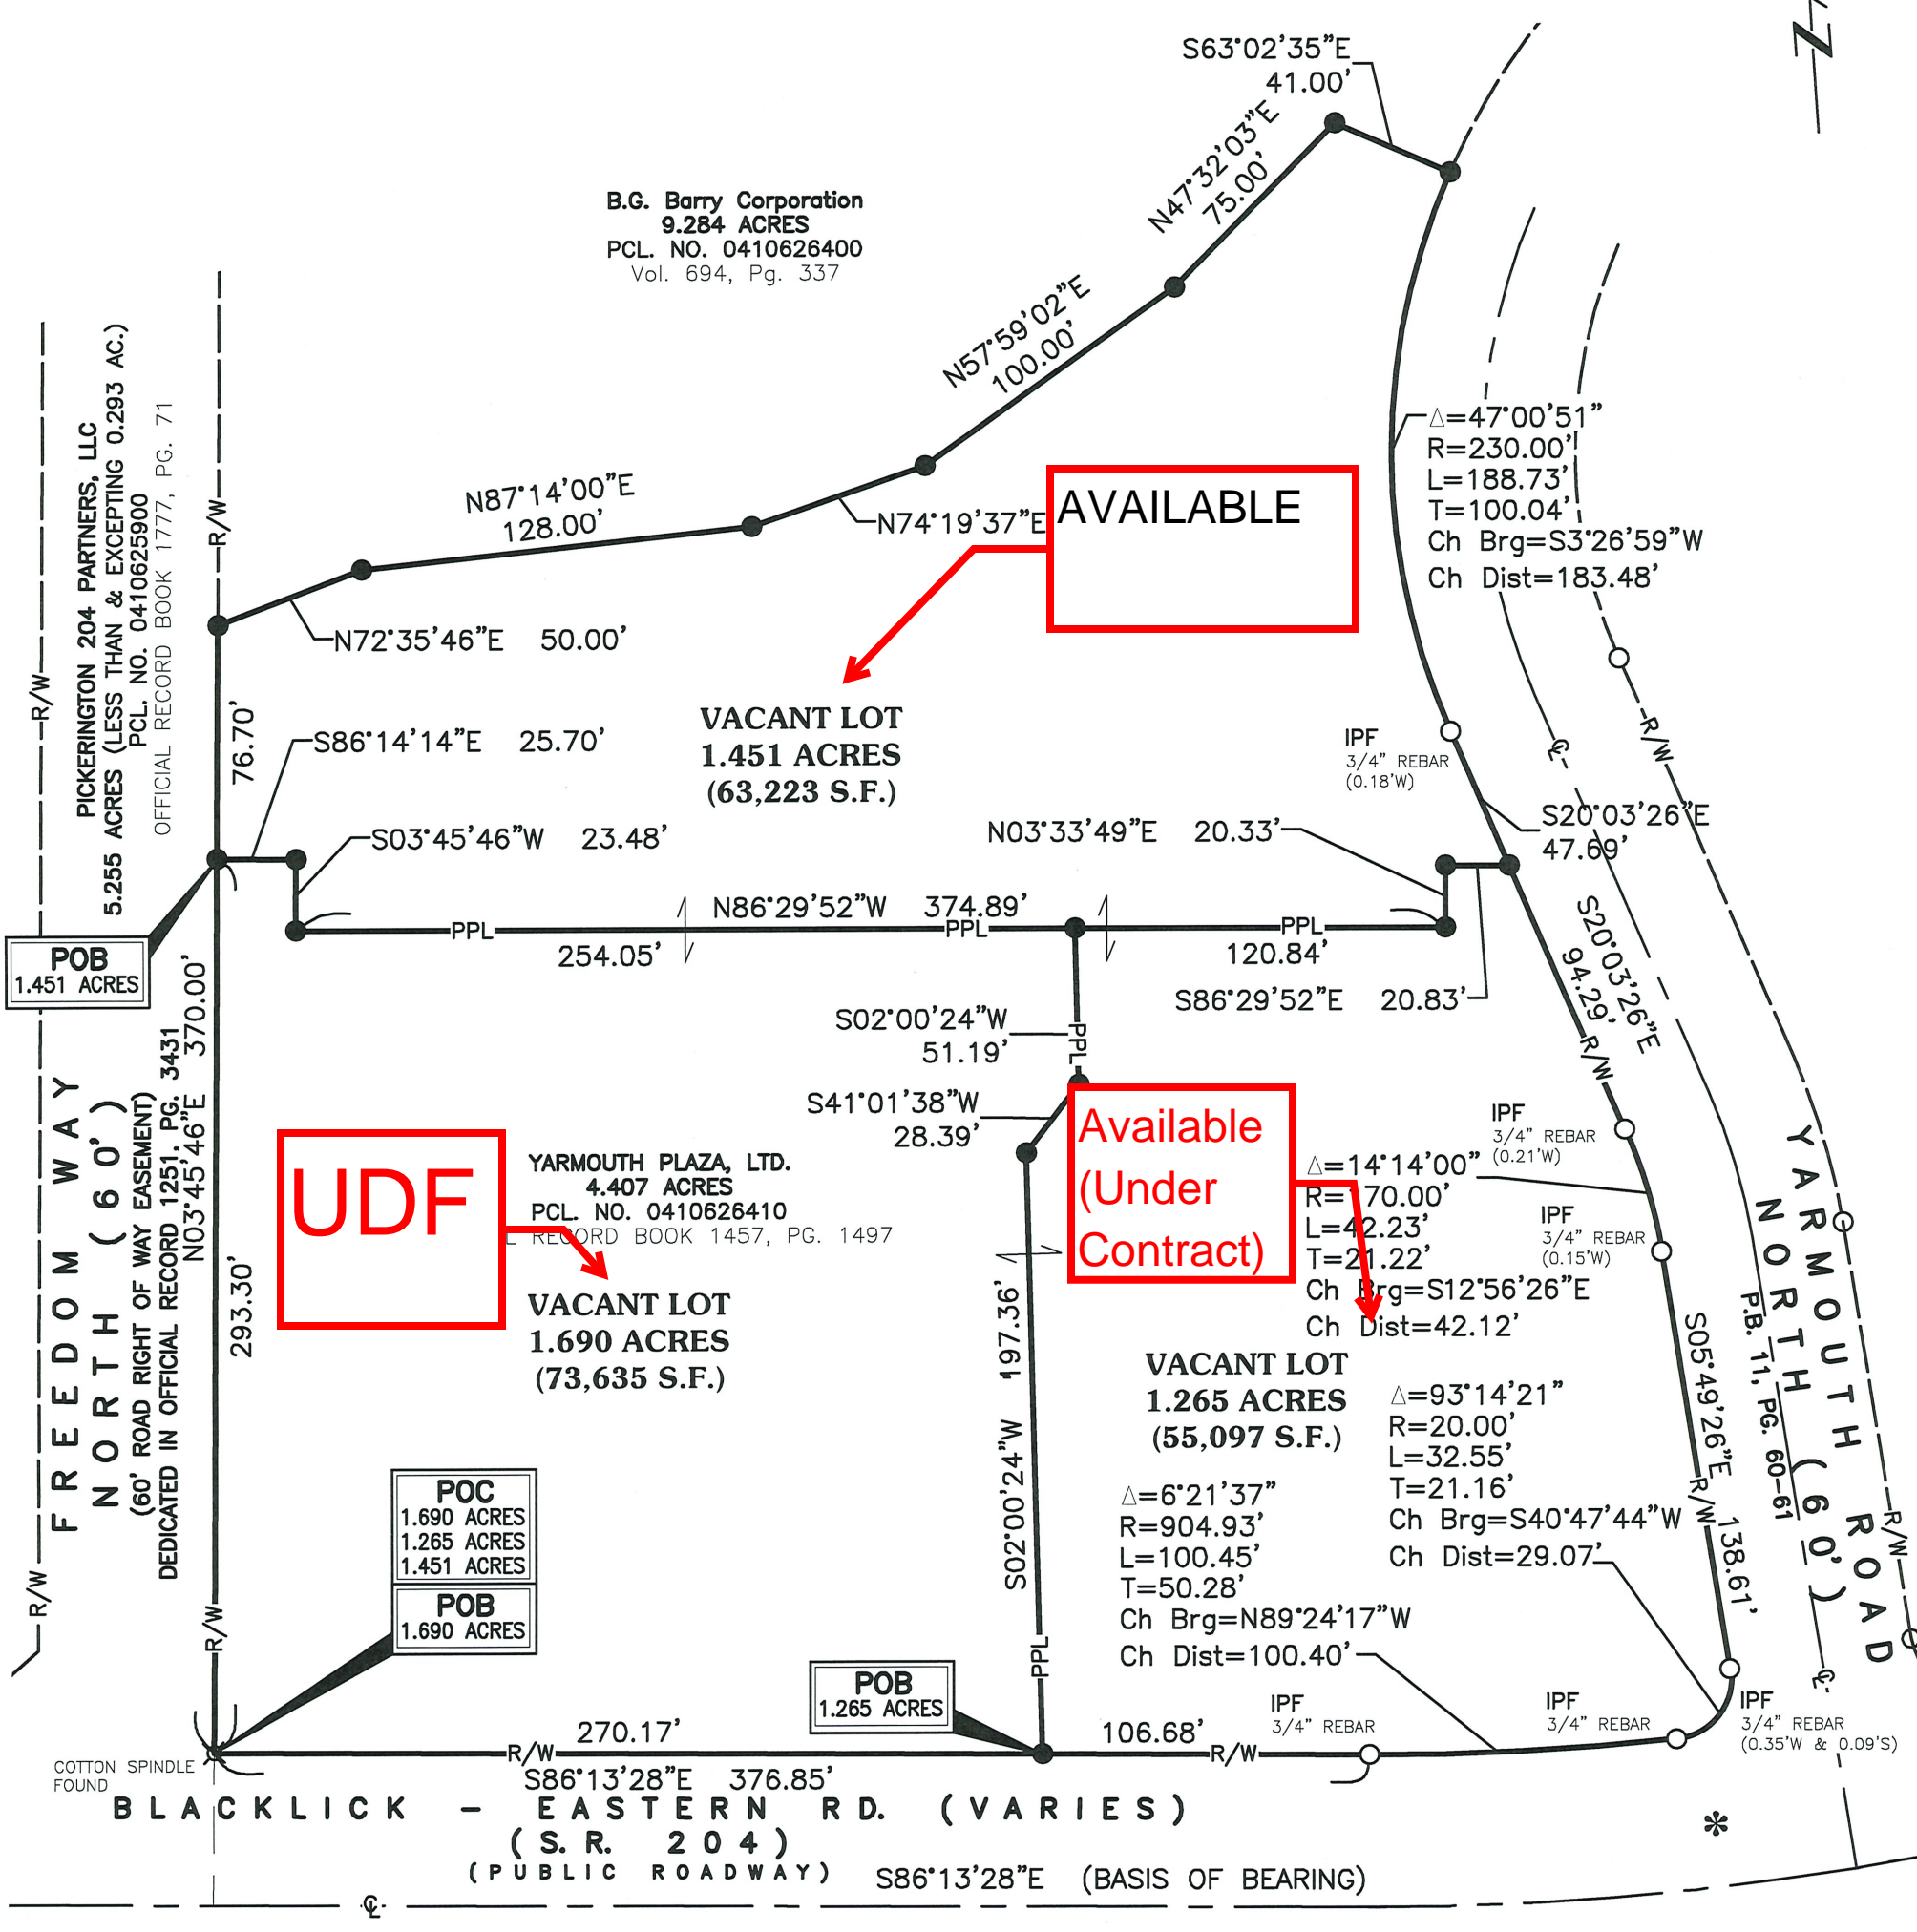 S63°02'35"E
41.00'
N
N47°32'03"E
75.00'
B.G. Barry Corporation
9.284 ACRES
PCL. NO. 0410626400
Vol. 694, Pg. 337
N57°59'02"E
100.00'
PICKERINGTON 204 PARTNERS, LLC
5.255 ACRES (LESS THAN & EXCEPTING 0.293 AC.)
PCL. NO. 0410625900
OFFICIAL RECORD BOOK 1777, PG. 71
R/W
R/W
N87°14'00"E
128.00'
N74°19'37"E
AVAILABLE
△=47°00'51"
R=230.00'
L=188.73'
T=100.04'
Ch Brg=S3°26'59"W
Ch Dist=183.48'
N72°35'46"E 50.00'
76.70'
S86°14'14"E 25.70'
VACANT LOT
1.451 ACRES
(63,223 S.F.)
IPF
3/4" REBAR
(0.18'W)
℄
R/W
S03°45'46"W 23.48'
N03°33'49"E 20.33'
S20°03'26"E
47.69'
N86°29'52"W 374.89'
PPL
PPL
PPL
254.05'
120.84'
S86°29'52"E 20.83'
S20°03'26"E
94.29'
R/W
POB
1.451 ACRES
N03°45'46"E 370.00'
S02°00'24"W
51.19'
PPL
S41°01'38"W
28.39'
FREEDOM WAY
NORTH (60')
(60' ROAD RIGHT OF WAY EASEMENT)
DEDICATED IN OFFICIAL RECORD 1251, PG. 3431
293.30'
UDF
YARMOUTH PLAZA, LTD.
4.407 ACRES
PCL. NO. 0410626410
L RECORD BOOK 1457, PG. 1497
VACANT LOT
1.690 ACRES
(73,635 S.F.)
Available
(Under
Contract)
IPF
3/4" REBAR
(0.21'W)
△=14°14'00"
R=170.00'
L=42.23'
T=21.22'
Ch Brg=S12°56'26"E
Ch Dist=42.12'
IPF
3/4" REBAR
(0.15'W)
YARMOUTH ROAD
NORTH (60')
P.B. 11, PG. 60-61
S02°00'24"W 197.36'
PPL
VACANT LOT
1.265 ACRES
(55,097 S.F.)
S05°49'26"E 138.61'
R/W
R/W
△=93°14'21"
R=20.00'
L=32.55'
T=21.16'
Ch Brg=S40°47'44"W
Ch Dist=29.07'
△=6°21'37"
R=904.93'
L=100.45'
T=50.28'
Ch Brg=N89°24'17"W
Ch Dist=100.40'
POC
1.690 ACRES
1.265 ACRES
1.451 ACRES
POB
1.690 ACRES
R/W
R/W
POB
1.265 ACRES
℄
IPF
3/4" REBAR
IPF
3/4" REBAR
IPF
3/4" REBAR
(0.35'W & 0.09'S)
270.17'
R/W
106.68'
R/W
COTTON SPINDLE
FOUND
S86°13'28"E 376.85'
BLACKLICK - EASTERN RD. (VARIES)
(S.R. 204)
(PUBLIC ROADWAY)
S86°13'28"E (BASIS OF BEARING)
*
℄